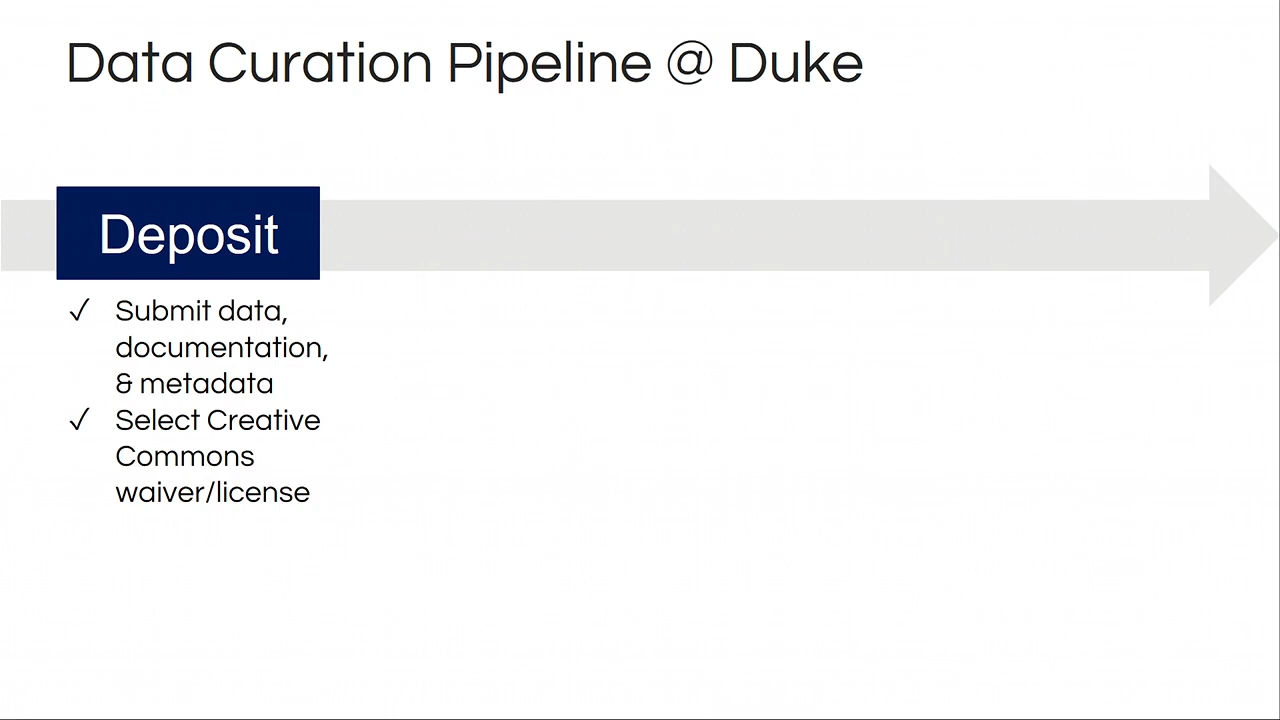 Data Curation Pipeline @ Duke
Deposit
✓ Submit data,
documentation,
& metadata
✓ Select Creative
Commons
waiver/license